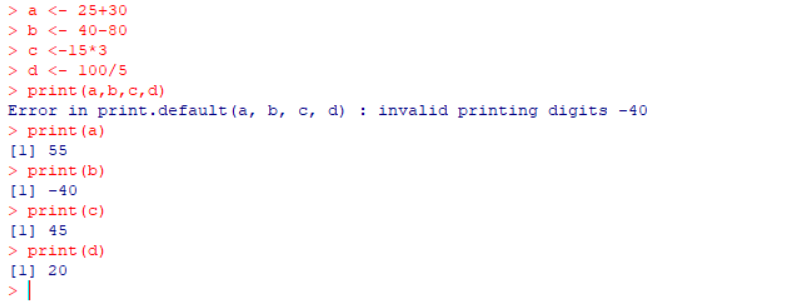 > a <- 25+30
> b <- 40-80
> c <-15*3
> d <- 100/5
> print(a,b,c,d)
Error in print.default(a, b, c, d) : invalid printing digits -40
> print(a)
[1] 55
> print(b)
[1] -40
> print(c)
[1] 45
> print(d)
[1] 20
>